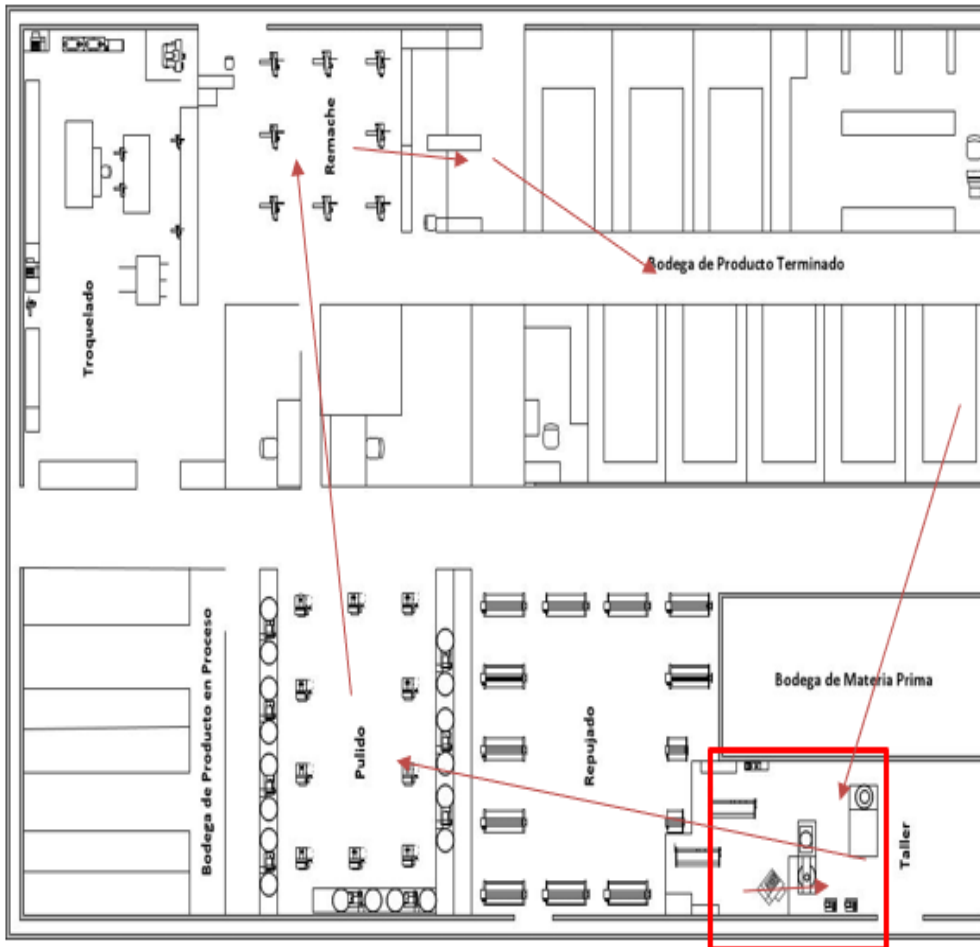 Remache
Bodega de Producto Terminado
Troquelado
Bodega de Materia Prima
Bodega de Producto en Proceso
Pulido
Repujado
Taller